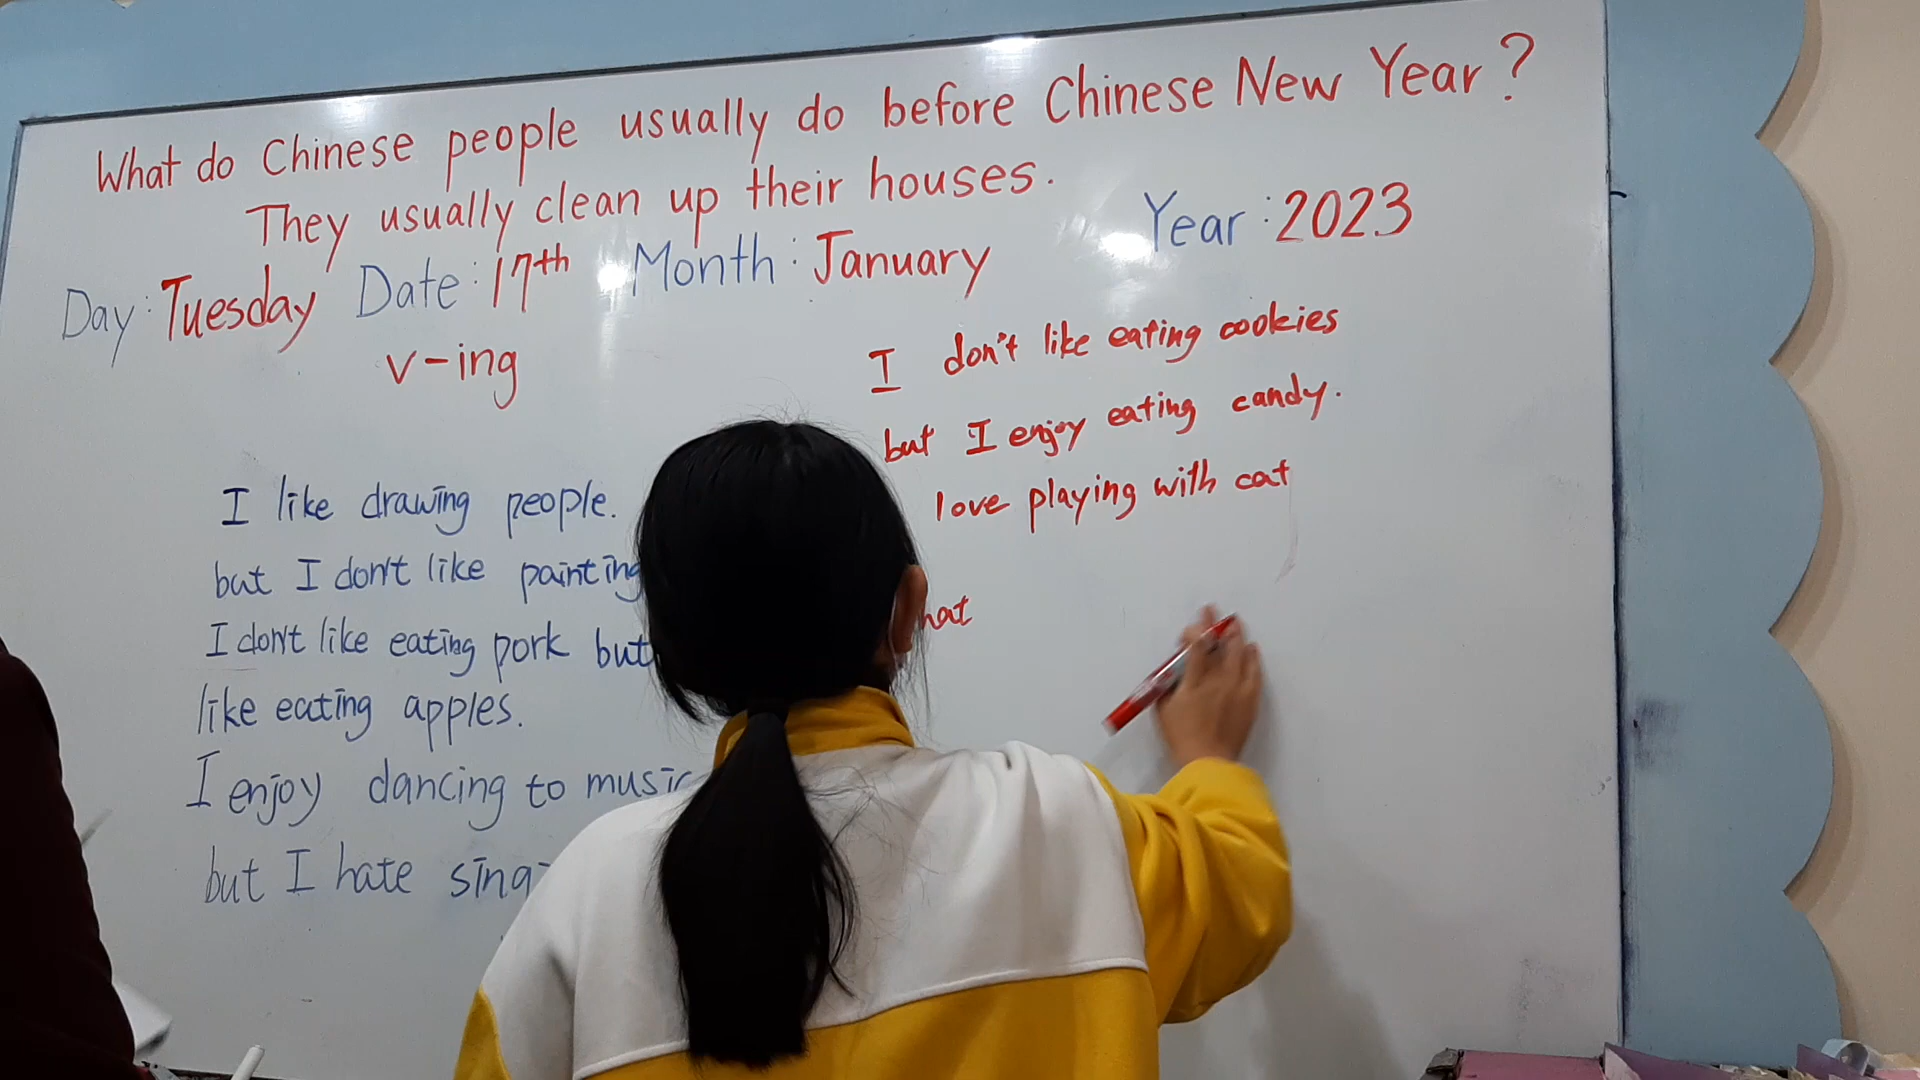 What do Chinese people usually do before Chinese New Year?
They usually clean up their houses.
Day: Tuesday Date: 17th Month: January Year: 2023
v-ing
I like drawing people.
but I don't like painting
I don't like eating pork but
like eating apples.
I enjoy dancing to music
but I hate
I don't like eating cookies
but I enjoy eating candy.
love playing with cat